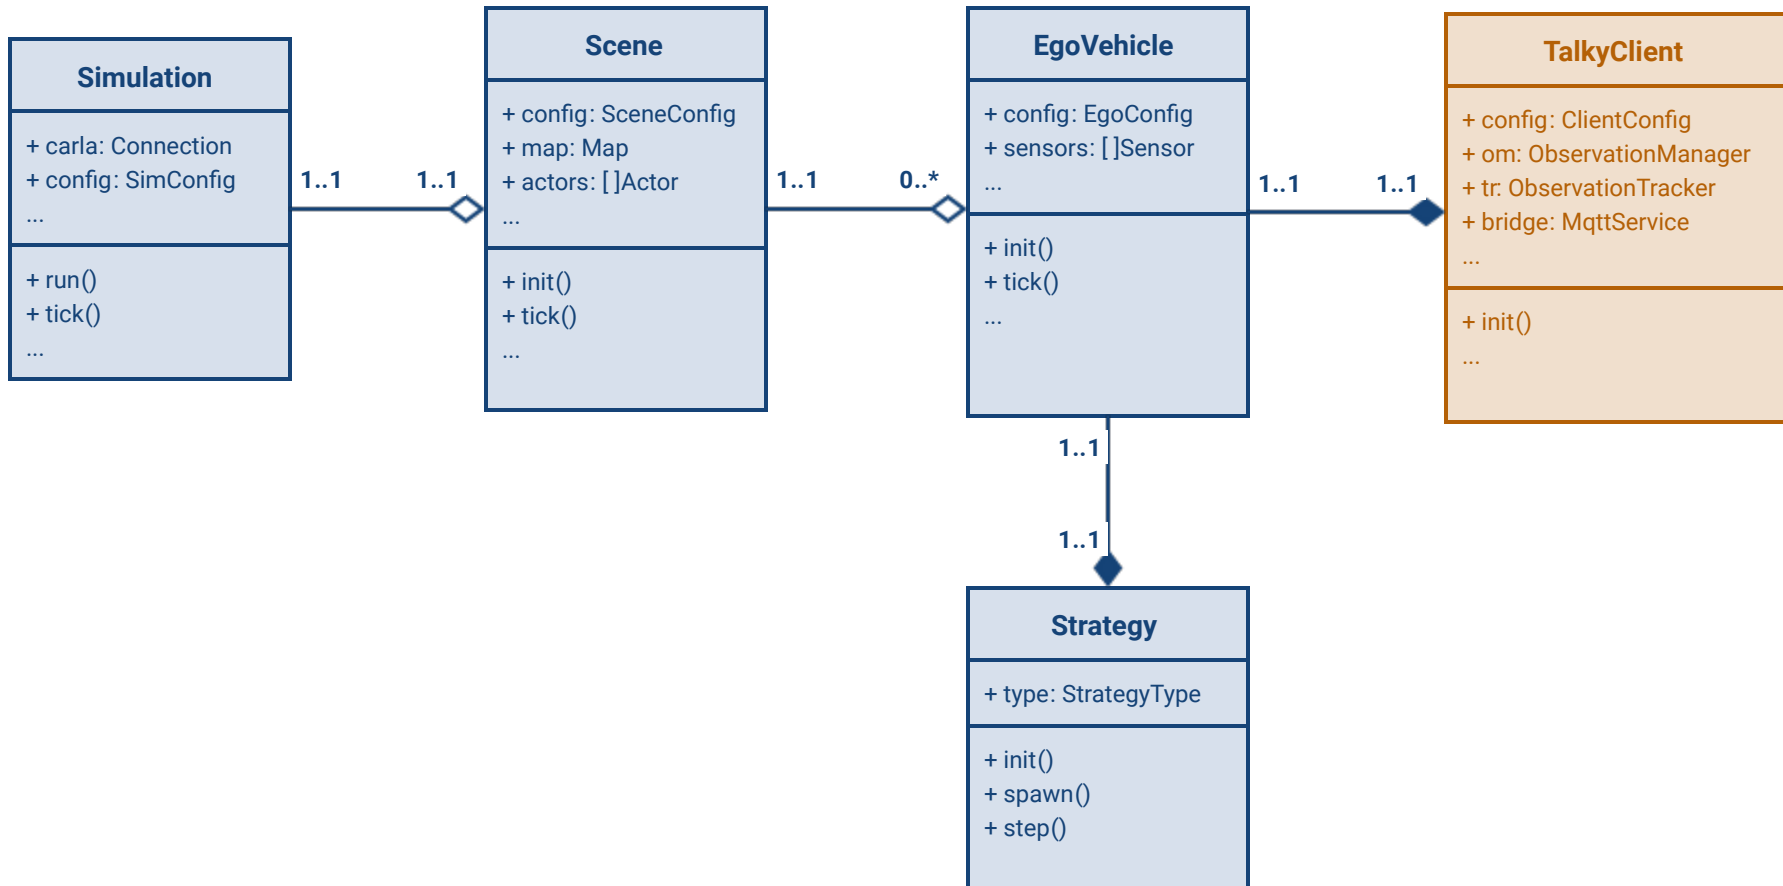 Simulation
+ carla: Connection
+ config: SimConfig
...
+ run()
+ tick()
...
1..1
1..1
Scene
+ config: SceneConfig
+ map: Map
+ actors: [ ]Actor
...
+ init()
+ tick()
...
1..1
0..*
EgoVehicle
+ config: EgoConfig
+ sensors: [ ]Sensor
...
+ init()
+ tick()
...
1..1
1..1
TalkyClient
+ config: ClientConfig
+ om: ObservationManager
+ tr: ObservationTracker
+ bridge: MqttService
...
+ init()
...
1..1
1..1
Strategy
+ type: StrategyType
+ init()
+ spawn()
+ step()